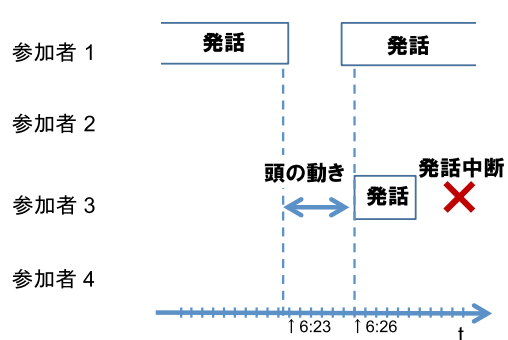 参加者 1
発話
発話
参加者 2
頭の動き
発話中断
参加者 3
発話
参加者 4
↑6:23
↑6:26
t